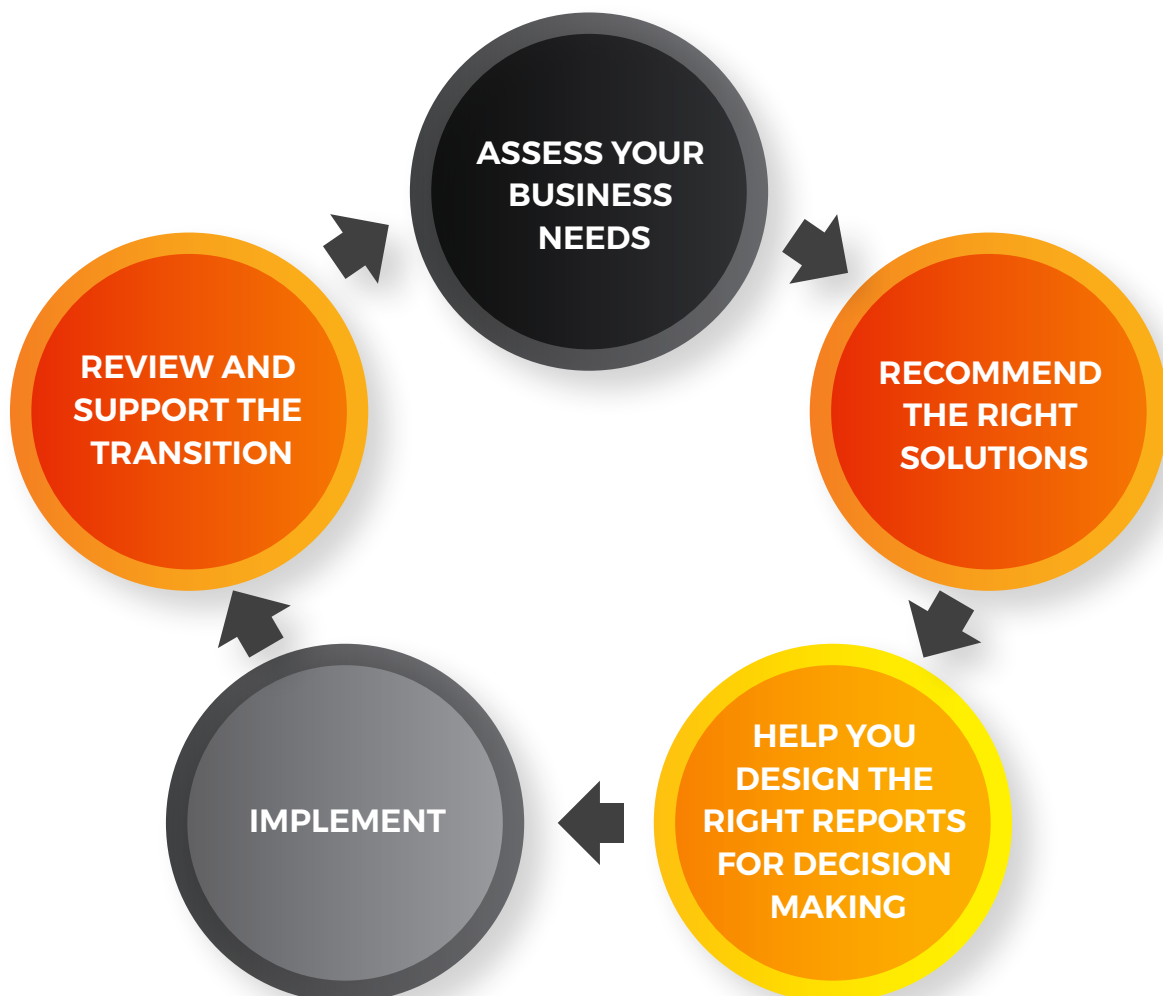 ASSESS YOUR
BUSINESS
NEEDS
RECOMMEND
THE RIGHT
SOLUTIONS
HELP YOU
DESIGN THE
RIGHT REPORTS
FOR DECISION
MAKING
IMPLEMENT
REVIEW AND
SUPPORT THE
TRANSITION